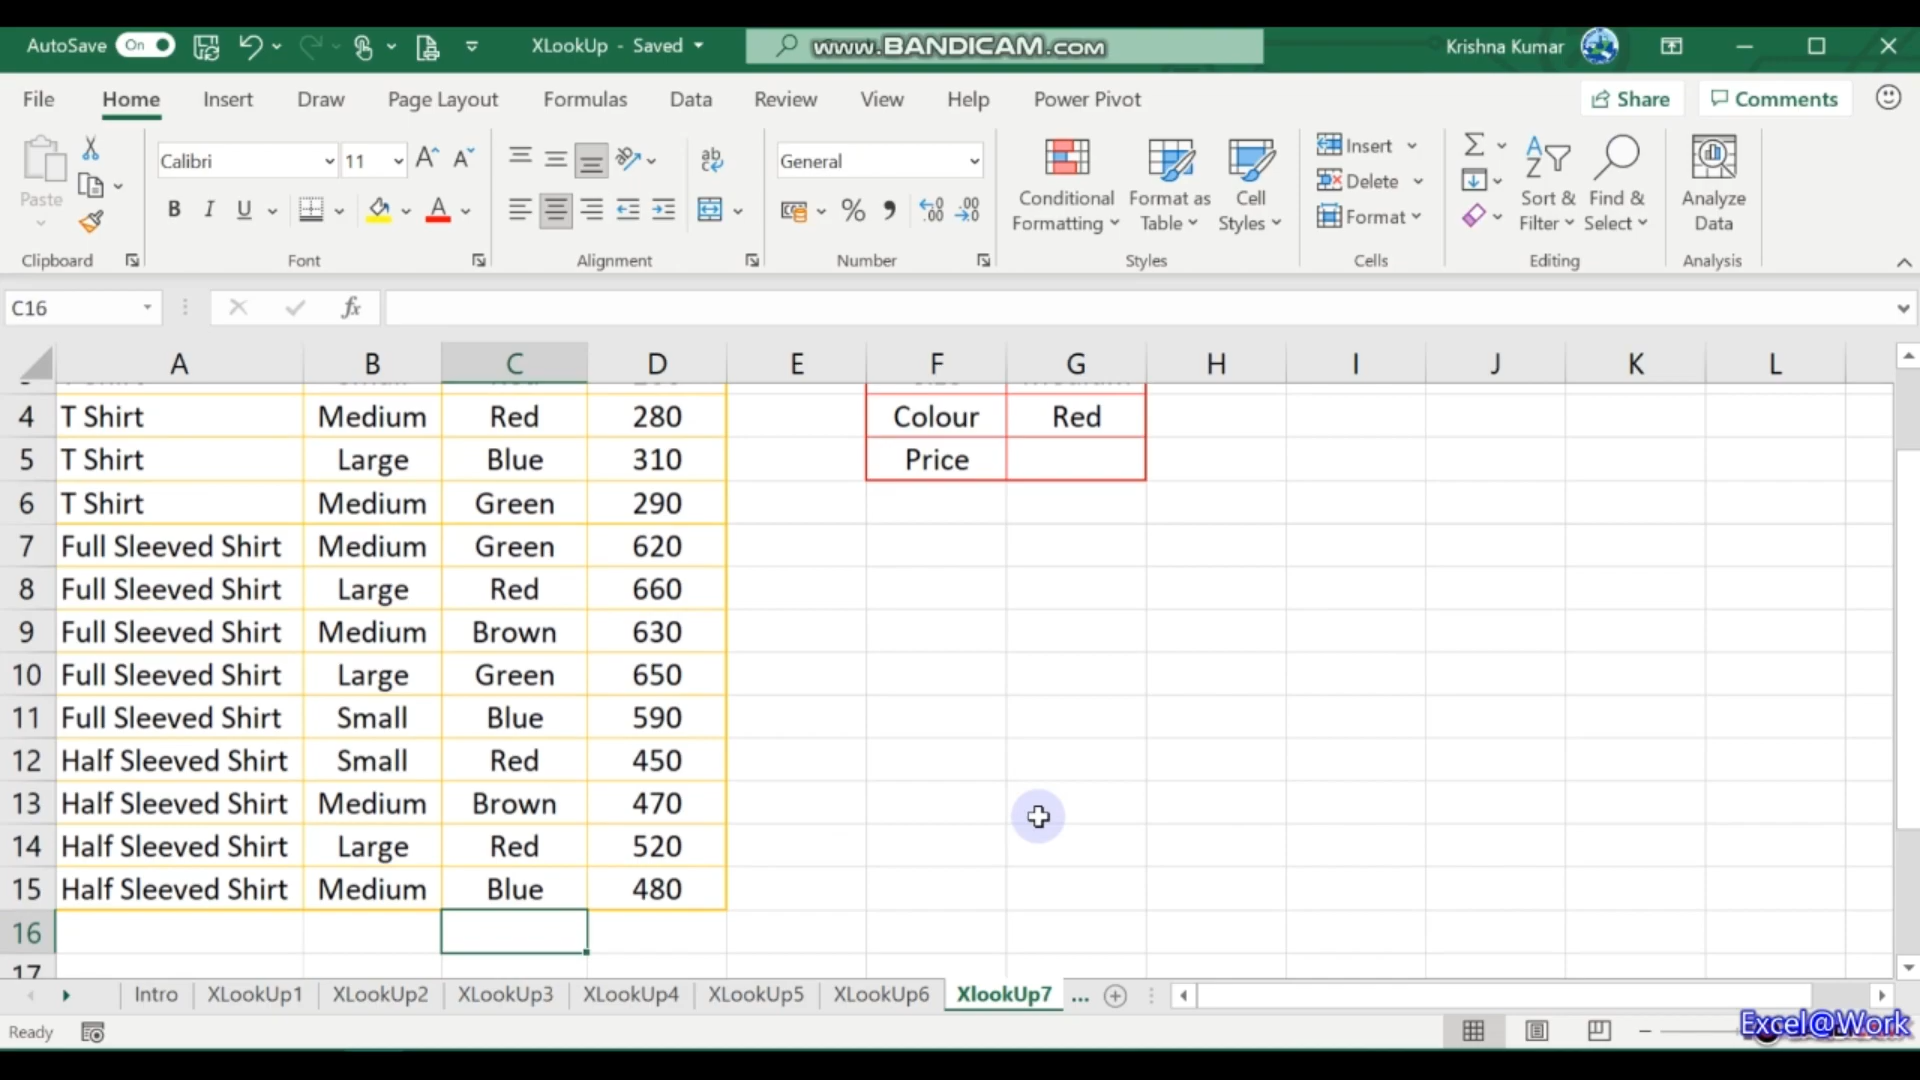 AutoSave On XLookUp - Saved www.BANDICAM.com Krishna Kumar
File Home Insert Draw Page Layout Formulas Data Review View Help Power Pivot Share Comments
Paste Calibri 11 General Conditional Formatting Format as Table Cell Styles Insert Delete Format Sort & Filter Find & Select Analyze Data
Clipboard Font Alignment Number Styles Cells Editing Analysis
C16 fx
A B C D E F G H I J K L
4 T Shirt Medium Red 280 Colour Red
5 T Shirt Large Blue 310 Price
6 T Shirt Medium Green 290
7 Full Sleeved Shirt Medium Green 620
8 Full Sleeved Shirt Large Red 660
9 Full Sleeved Shirt Medium Brown 630
10 Full Sleeved Shirt Large Green 650
11 Full Sleeved Shirt Small Blue 590
12 Half Sleeved Shirt Small Red 450
13 Half Sleeved Shirt Medium Brown 470
14 Half Sleeved Shirt Large Red 520
15 Half Sleeved Shirt Medium Blue 480
16
17
Intro XLookUp1 XLookUp2 XLookUp3 XLookUp4 XLookUp5 XLookUp6 XlookUp7 ...
Ready Excel@Work